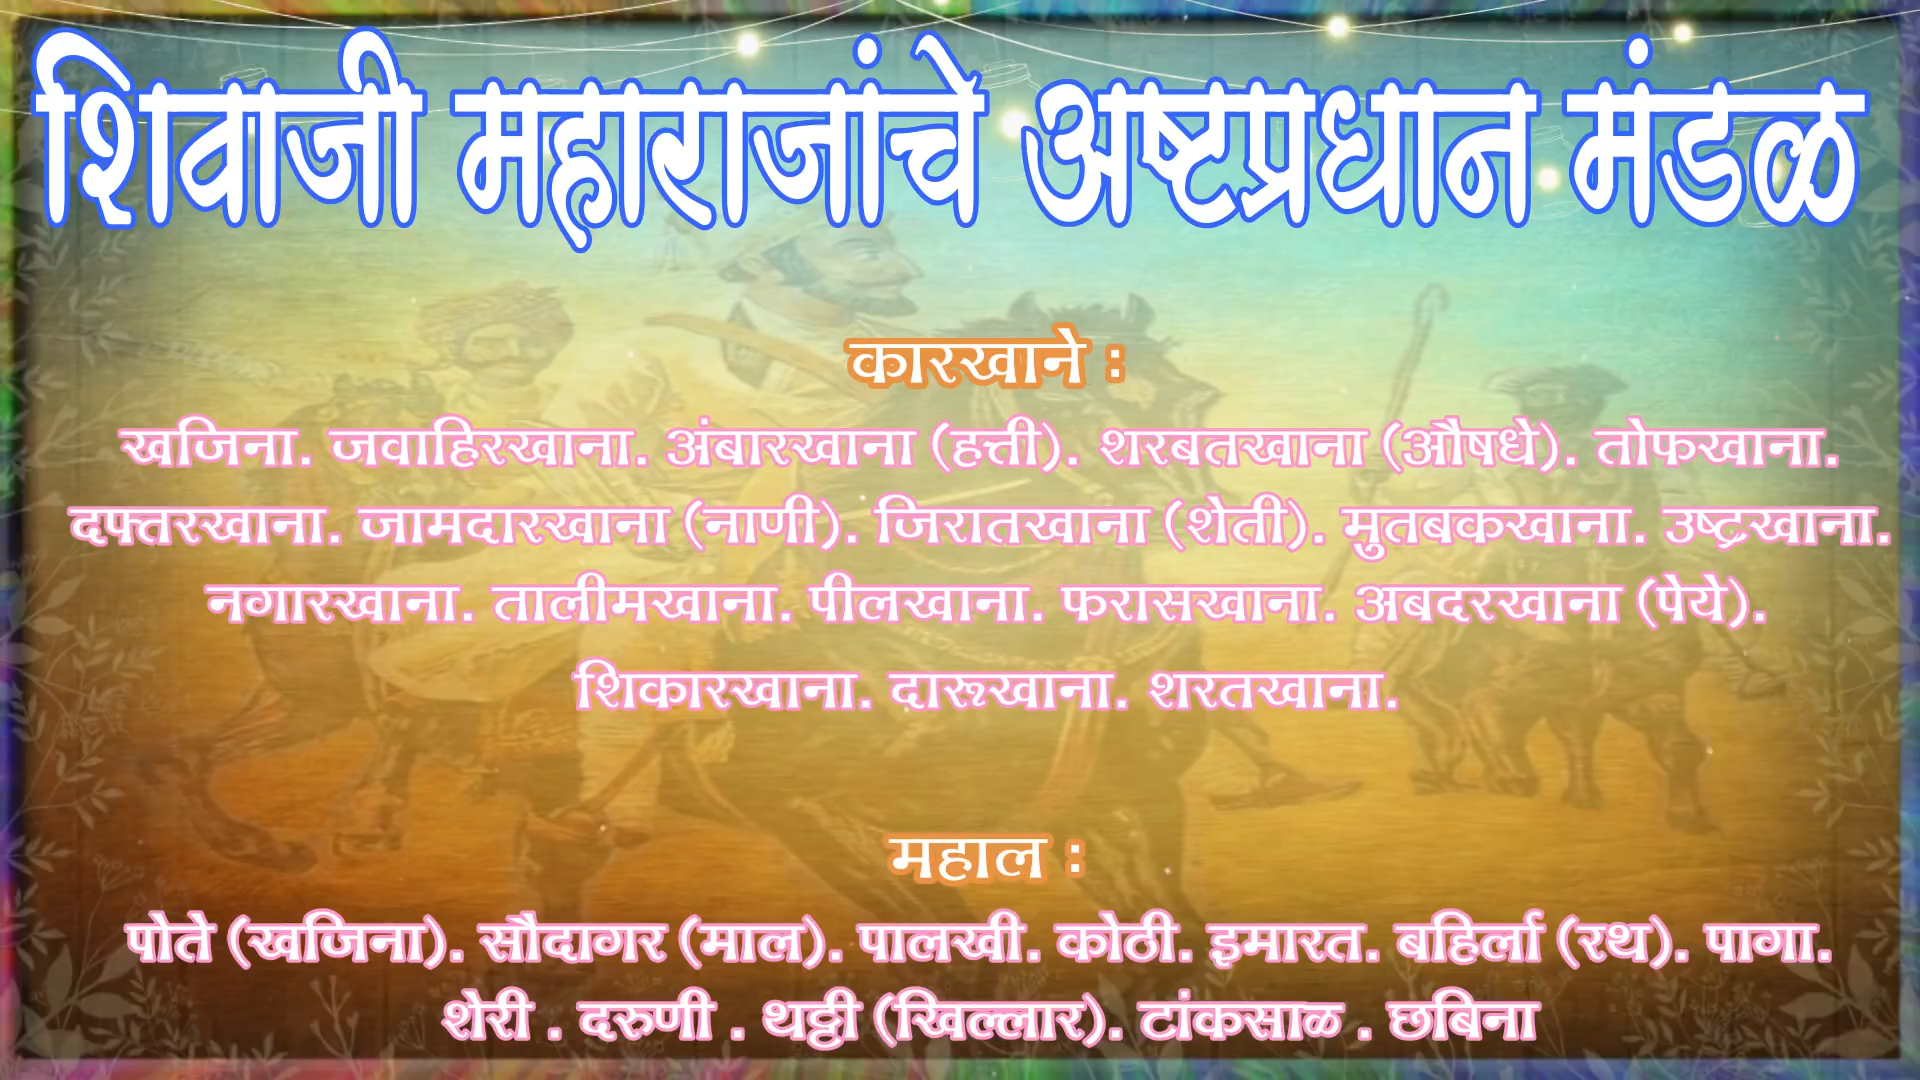 शिवाजी महाराजांचे अष्टप्रधान मंडळ
कारखाने :
खजिना. जवाहिरखाना. अंबारखाना (हत्ती). शरबतखाना (औषधे). तोफखाना.
दफ्तरखाना. जामदारखाना (नाणी). जिरातखाना (शेती). मुतबकखाना. उष्ट्रखाना.
नगारखाना. तालीमखाना. पीलखाना. फरासखाना. अबदरखाना (पेये).
शिकारखाना. दारूखाना. शरतखाना.
महाल :
पोते (खजिना). सौदागर (माल). पालखी. कोठी. इमारत. बहिर्ला (रथ). पागा.
शेरी . दरुणी . थट्टी (खिल्लार). टांकसाळ . छबिना